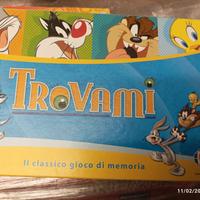 TROVAMI
Il classico gioco di memoria
11/02/20